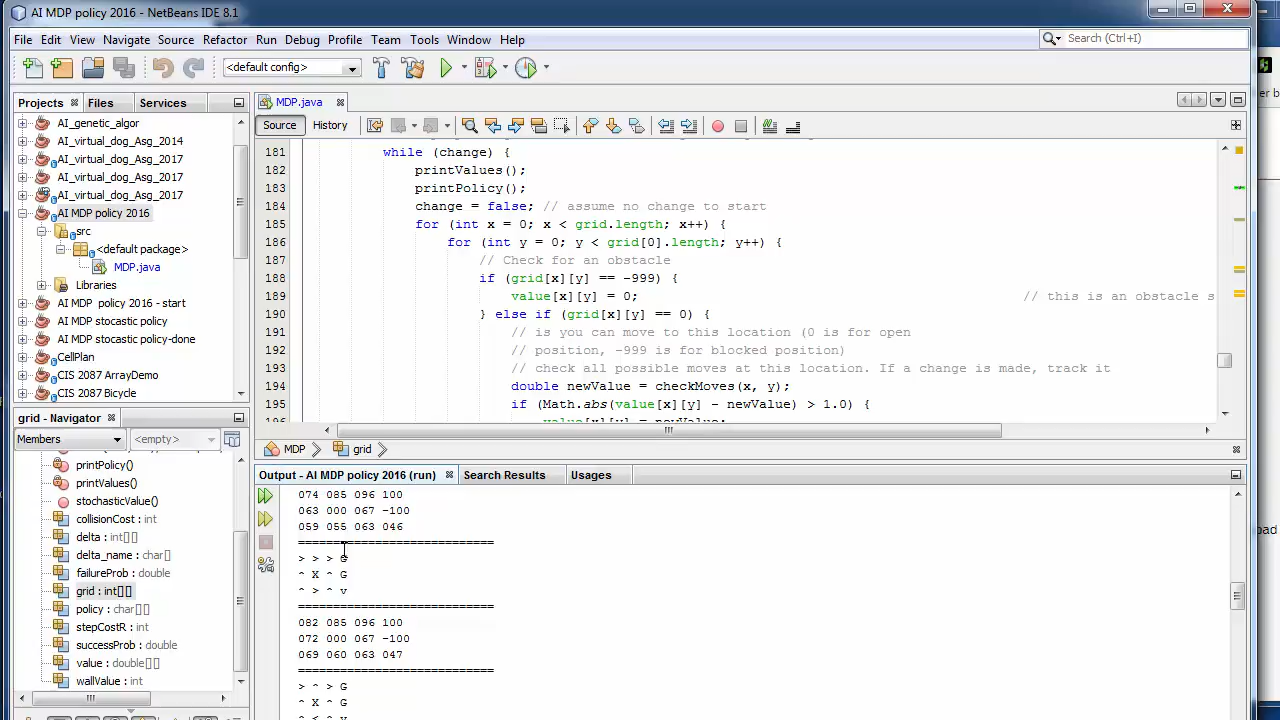 AI MDP policy 2016 - NetBeans IDE 8.1
File Edit View Navigate Source Refactor Run Debug Profile Team Tools Window Help
Search (Ctrl+I)
<default config>
Projects Files Services
AI_genetic_algor
AI_virtual_dog_Asg_2014
AI_virtual_dog_Asg_2017
AI_virtual_dog_Asg_2017
AI_virtual_dog_Asg_2017
AI MDP policy 2016
src
<default package>
MDP.java
Libraries
AI MDP policy 2016 - start
AI MDP stocastic policy
AI MDP stocastic policy-done
CellPlan
CIS 2087 ArrayDemo
CIS 2087 Bicycle
grid - Navigator
Members <empty>
printPolicy()
printValues()
stochasticValue()
collisionCost : int
delta : int[][]
delta_name : char[]
failureProb : double
grid : int[][]
policy : char[][]
stepCostR : int
successProb : double
value : double[][]
wallValue : int
MDP.java
Source History
181 while (change) {
182 printValues();
183 printPolicy();
184 change = false; // assume no change to start
185 for (int x = 0; x < grid.length; x++) {
186 for (int y = 0; y < grid[0].length; y++) {
187 // Check for an obstacle
188 if (grid[x][y] == -999) {
189 value[x][y] = 0; // this is an obstacle s
190 } else if (grid[x][y] == 0) {
191 // is you can move to this location (0 is for open
192 // position, -999 is for blocked position)
193 // check all possible moves at this location. If a change is made, track it
194 double newValue = checkMoves(x, y);
195 if (Math.abs(value[x][y] - newValue) > 1.0) {
MDP grid
Output - AI MDP policy 2016 (run) Search Results Usages
074 085 096 100
063 000 067 -100
059 055 063 046
===========================
> > > G
^ X ^ G
^ > ^ v
===========================
082 085 096 100
072 000 067 -100
069 060 063 047
===========================
> ^ > G
^ X ^ G
^ < ^ v